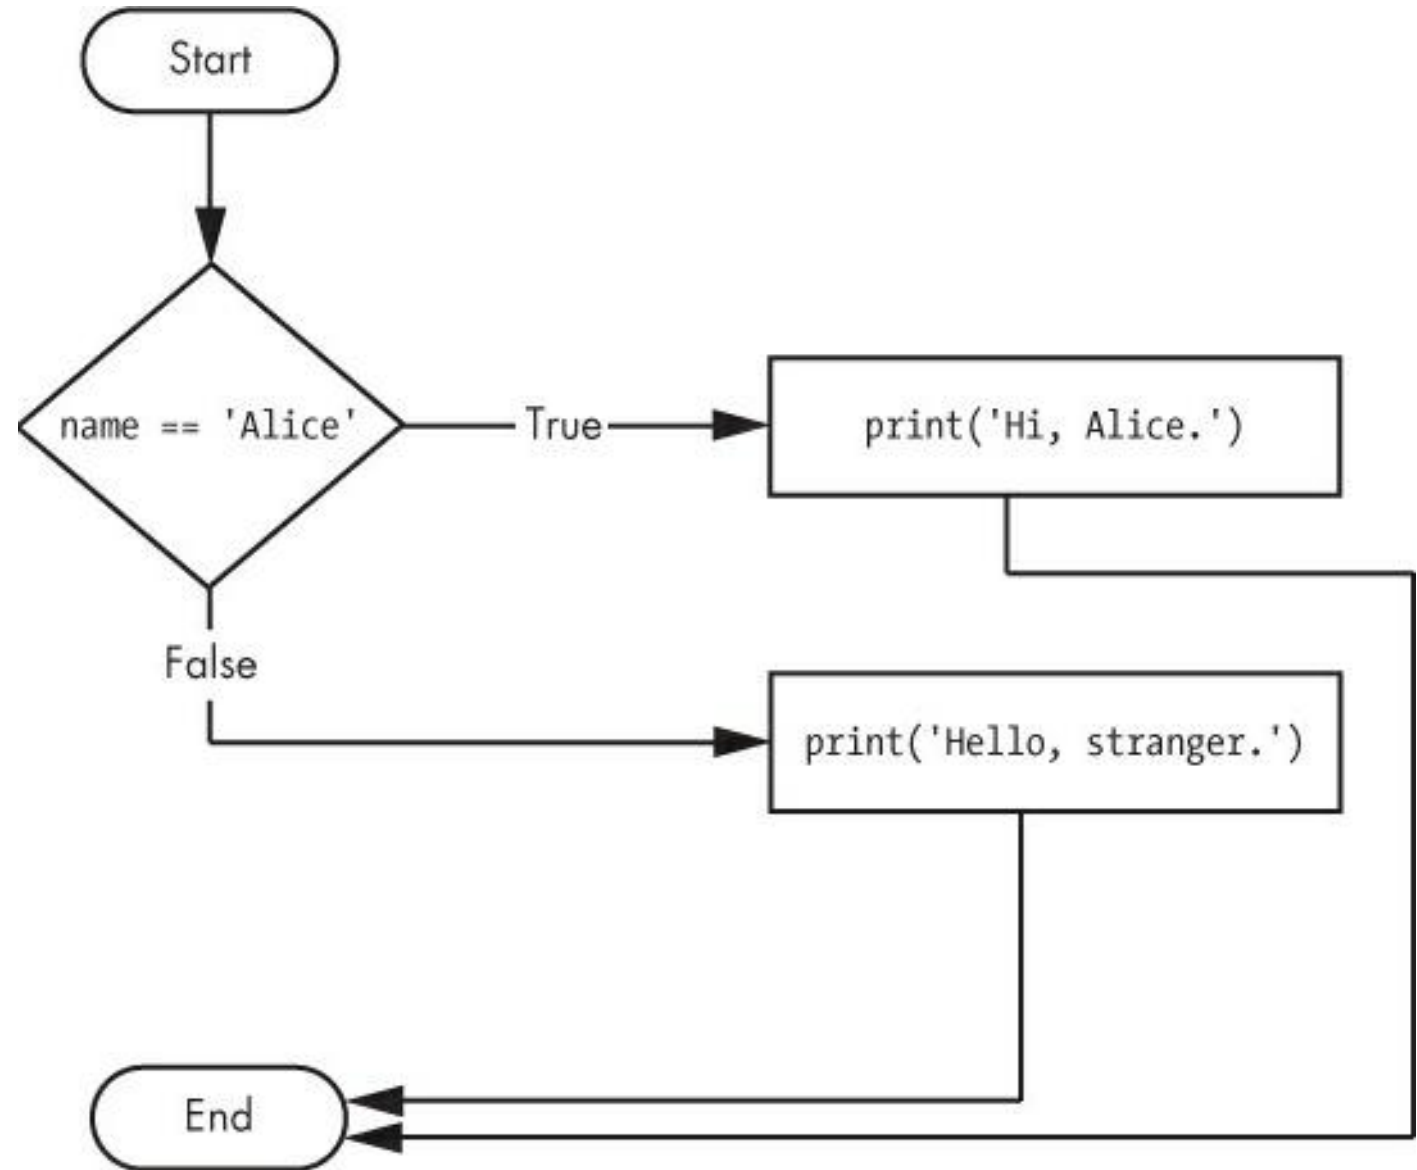 Start
name == 'Alice'
True
print('Hi, Alice.')
False
print('Hello, stranger.')
End